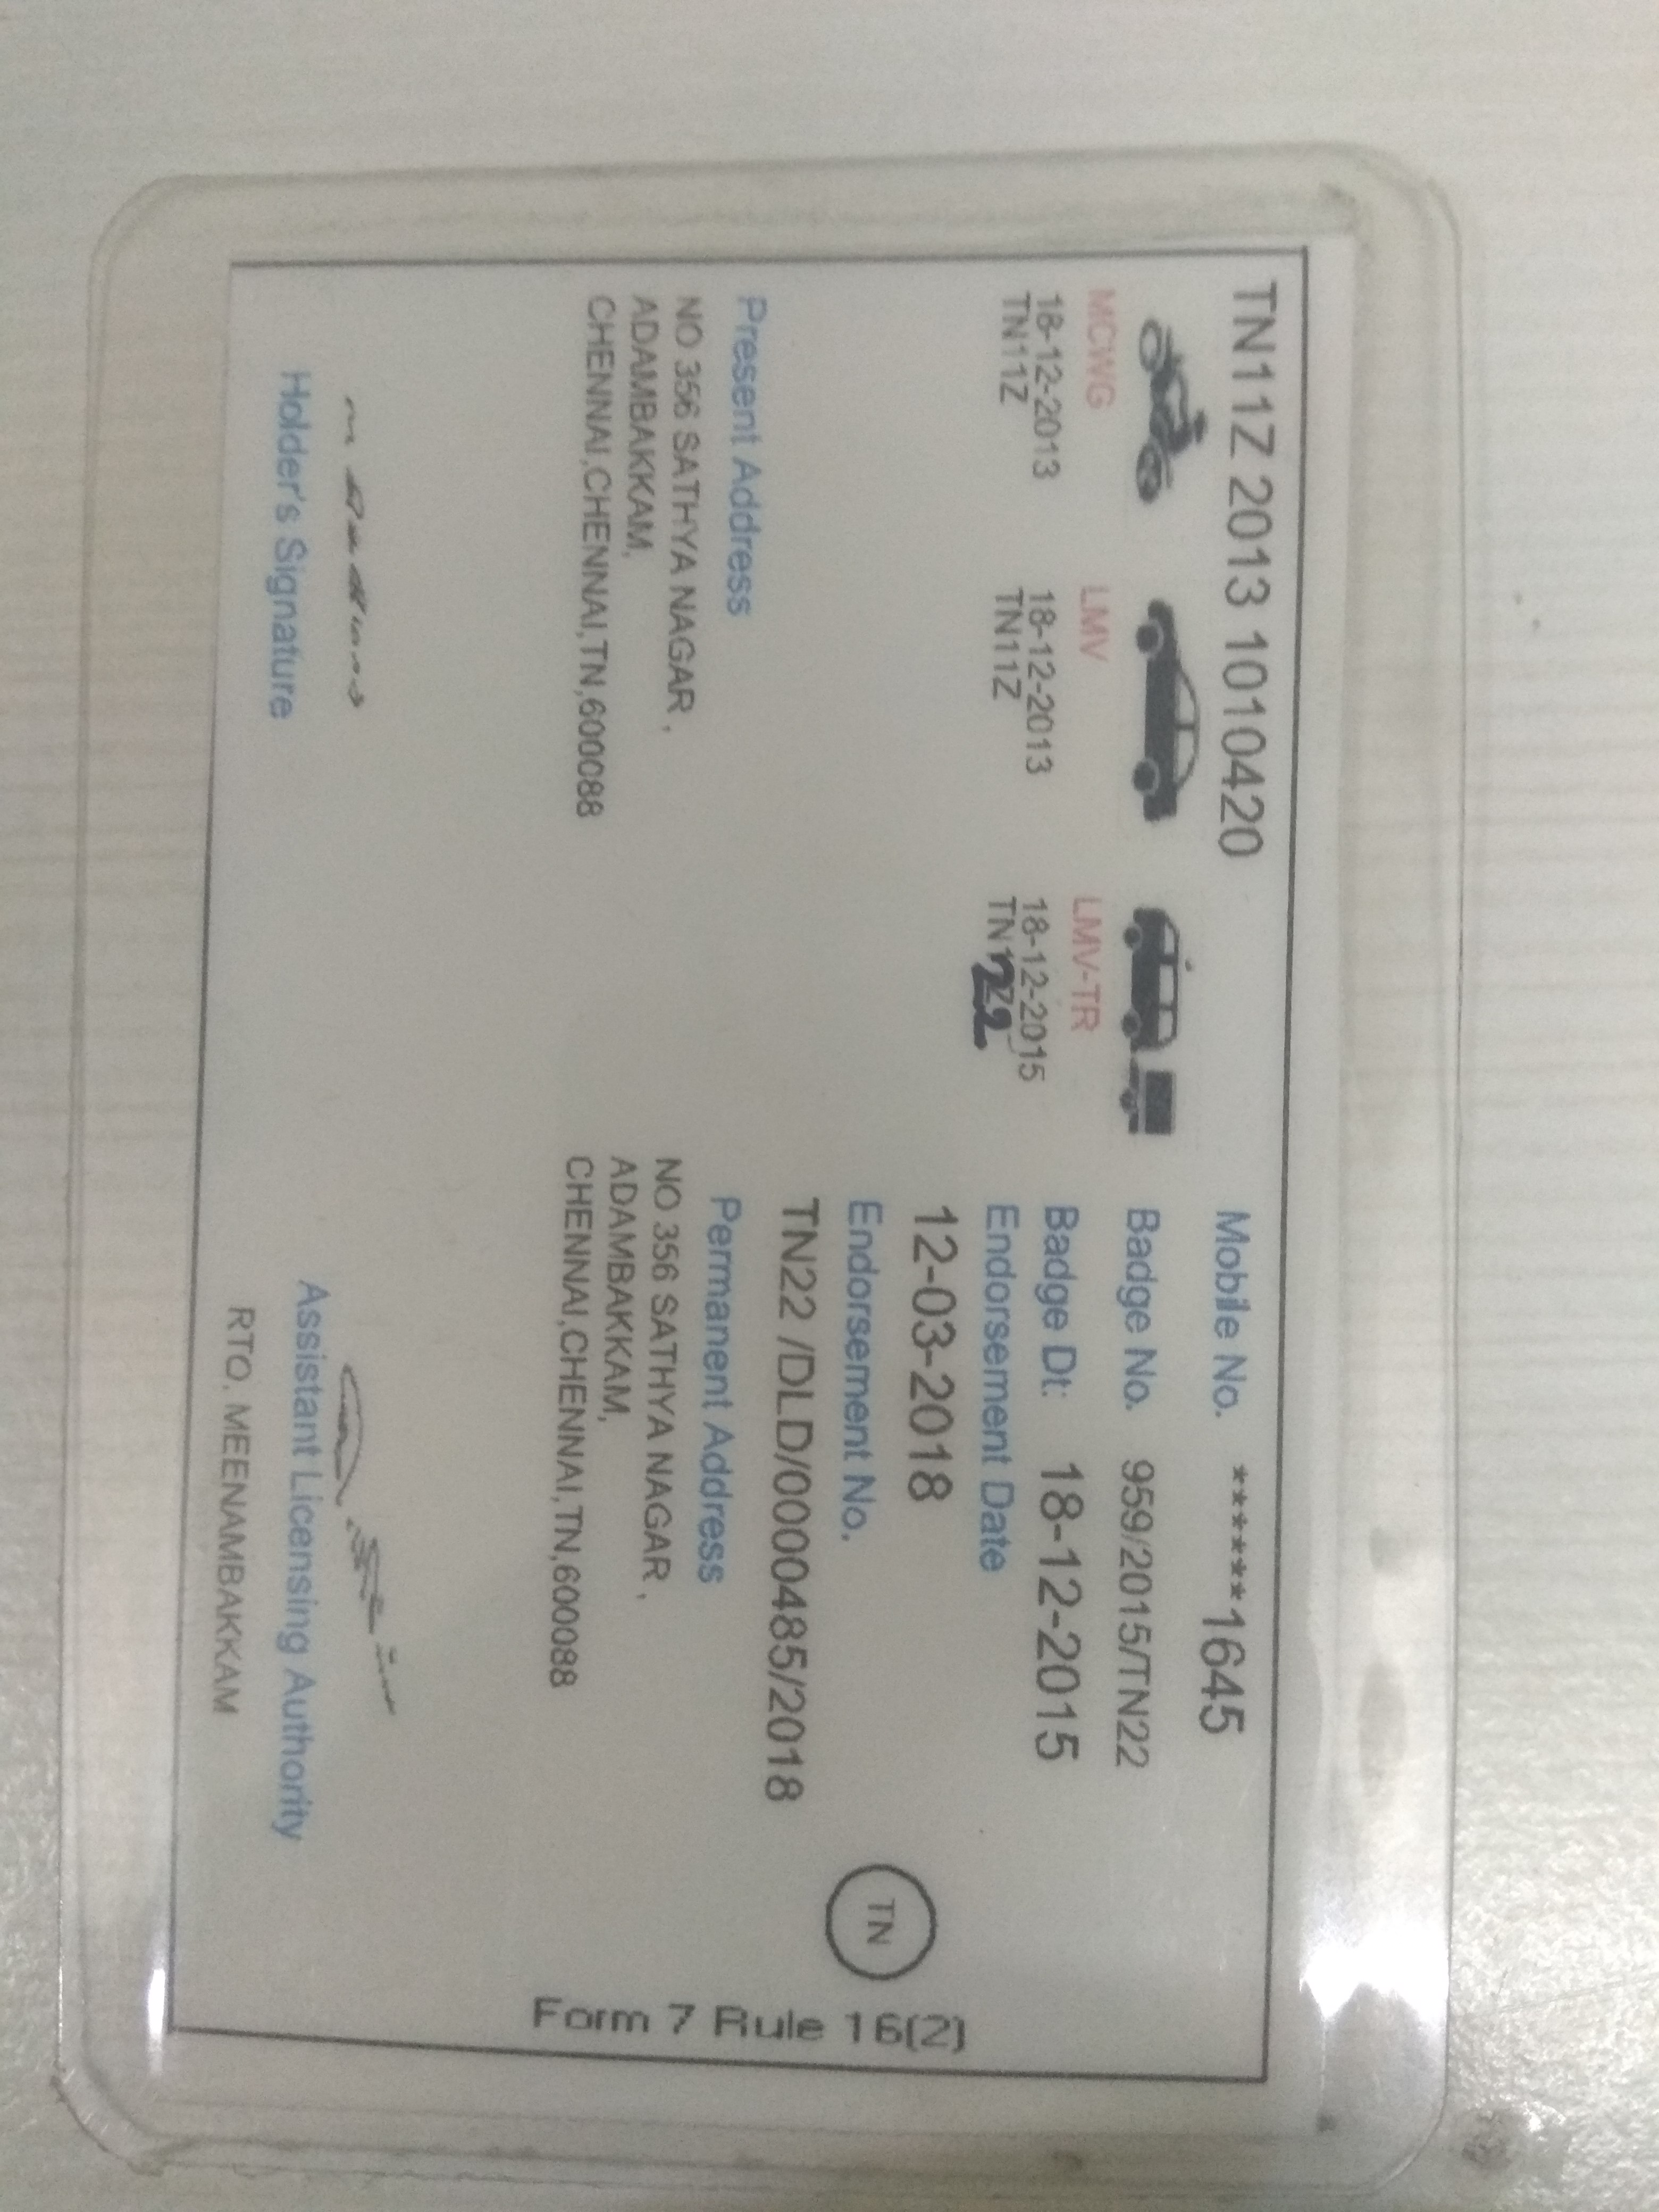 TN11Z 2013 1010420
Mobile No. ******1645
MCWG
18-12-2013
TN11Z
LMV
18-12-2013
TN11Z
LMV-TR
18-12-2015
Badge No. 959/2015/TN22
Badge Dt: 18-12-2015
Endorsement Date
12-03-2018
Endorsement No.
TN22 /DLD/0000485/2018
TN
Present Address
NO 356 SATHYA NAGAR ,
ADAMBAKKAM,
CHENNAI,CHENNAI,TN,600088
Permanent Address
NO 356 SATHYA NAGAR ,
ADAMBAKKAM,
CHENNAI,CHENNAI,TN,600088
Holder's Signature
Assistant Licensing Authority
RTO, MEENAMBAKKAM
Form 7 Rule 16(2)